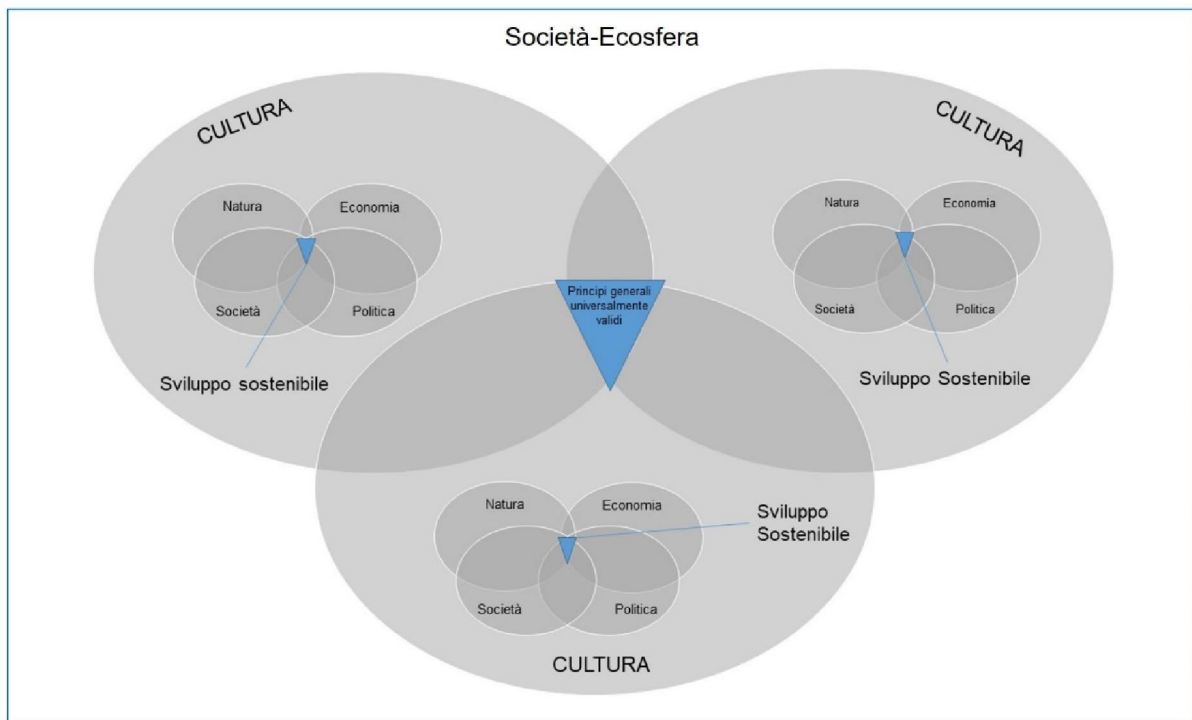 Società-Ecosfera
CULTURA
Natura
Economia
Società
Politica
Sviluppo sostenibile
CULTURA
Natura
Economia
Società
Politica
Sviluppo Sostenibile
Principi generali
universalmente
validi
Natura
Economia
Società
Politica
Sviluppo
Sostenibile
CULTURA